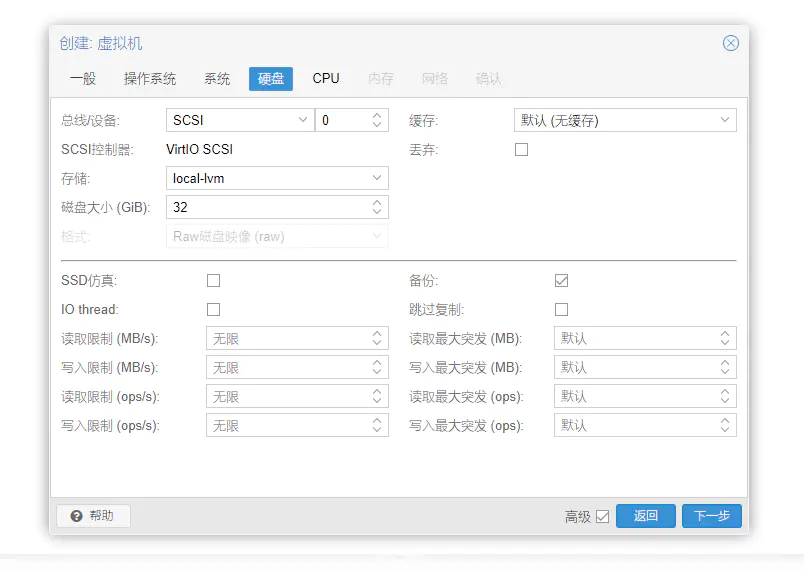 创建: 虚拟机
一般 操作系统 系统 硬盘 CPU 内存 网络 确认
总线/设备: SCSI 0 缓存: 默认 (无缓存)
SCSI控制器: VirtIO SCSI 丢弃:
存储: local-lvm
磁盘大小 (GiB): 32
格式: Raw磁盘映像 (raw)
SSD仿真: 备份:
IO thread: 跳过复制:
读取限制 (MB/s): 无限 读取最大突发 (MB): 默认
写入限制 (MB/s): 无限 写入最大突发 (MB): 默认
读取限制 (ops/s): 无限 读取最大突发 (ops): 默认
写入限制 (ops/s): 无限 写入最大突发 (ops): 默认
帮助 高级 返回 下一步